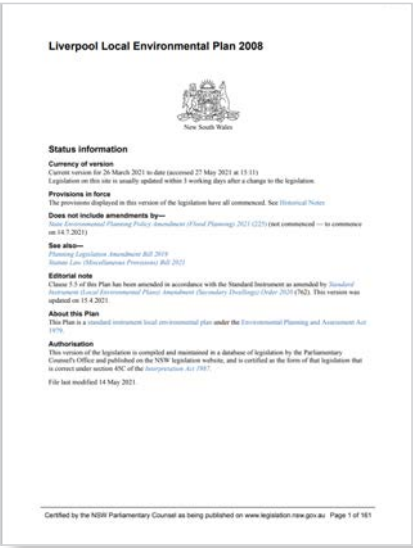 Liverpool Local Environmental Plan 2008
New South Wales
Status information
Currency of version
Current version for 26 March 2021 to date (accessed 27 May 2021 at 15:11)
Legislation on this site is usually updated within 3 working days after a change to the legislation.
Provisions in force
The provisions displayed in this version of the legislation have all commenced. See Historical Notes
Does not include amendments by—
State Environmental Planning Policy Amendment (Flood Planning) 2021 (225) (not commenced — to commence
on 14.7.2021)
See also—
Planning Legislation Amendment Bill 2019
Statute Law (Miscellaneous Provisions) Bill 2021
Editorial note
Clause 5.5 of this Plan has been amended in accordance with the Standard Instrument as amended by Standard
Instrument (Local Environmental Plans) Amendment (Secondary Dwellings) Order 2020 (762). This version was
updated on 15.4.2021.
About this Plan
This Plan is a standard instrument local environmental plan under the Environmental Planning and Assessment Act
1979.
Authorisation
This version of the legislation is compiled and maintained in a database of legislation by the Parliamentary
Counsel's Office and published on the NSW legislation website, and is certified as the form of that legislation that
is correct under section 45C of the Interpretation Act 1987.
File last modified 14 May 2021.
Certified by the NSW Parliamentary Counsel as being published on www.legislation.nsw.gov.au Page 1 of 161